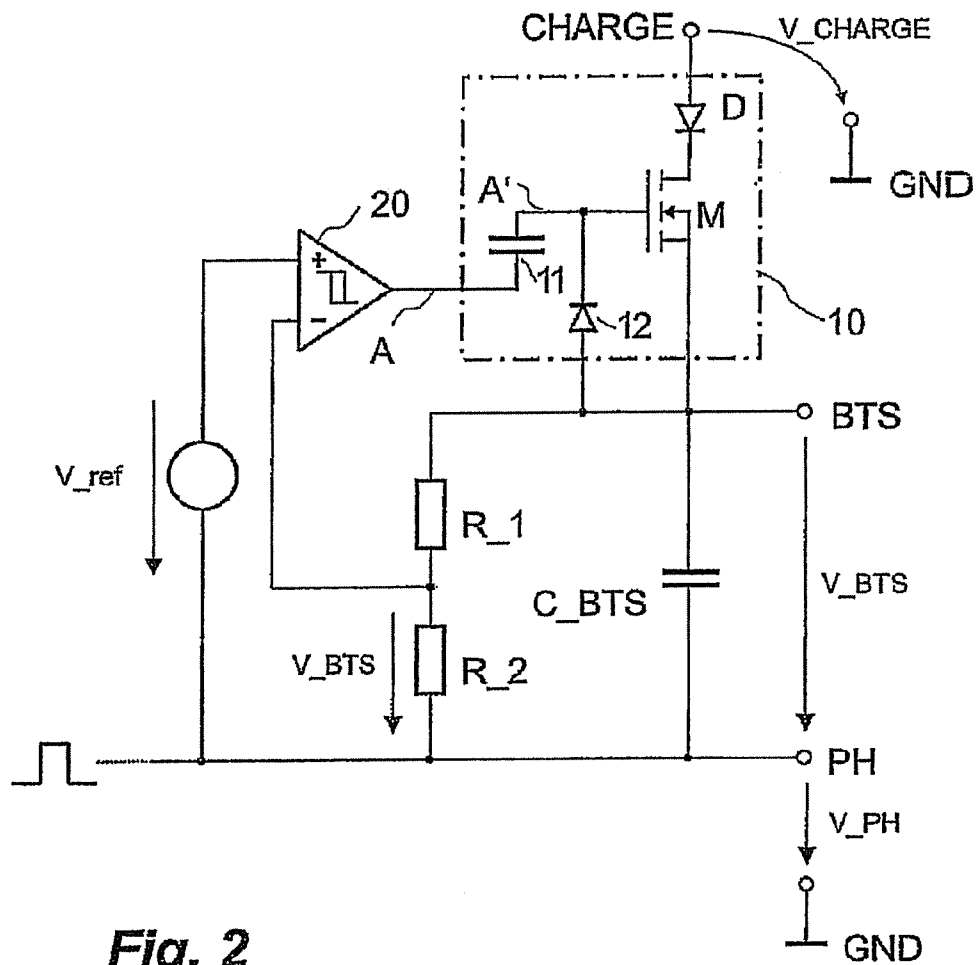 CHARGE
V_CHARGE
D
GND
20
A'
M
+
11
-
12
10
A
BTS
V_ref
R_1
C_BTS
V_BTS
V_BTS
R_2
PH
V_PH
Fig. 2
GND